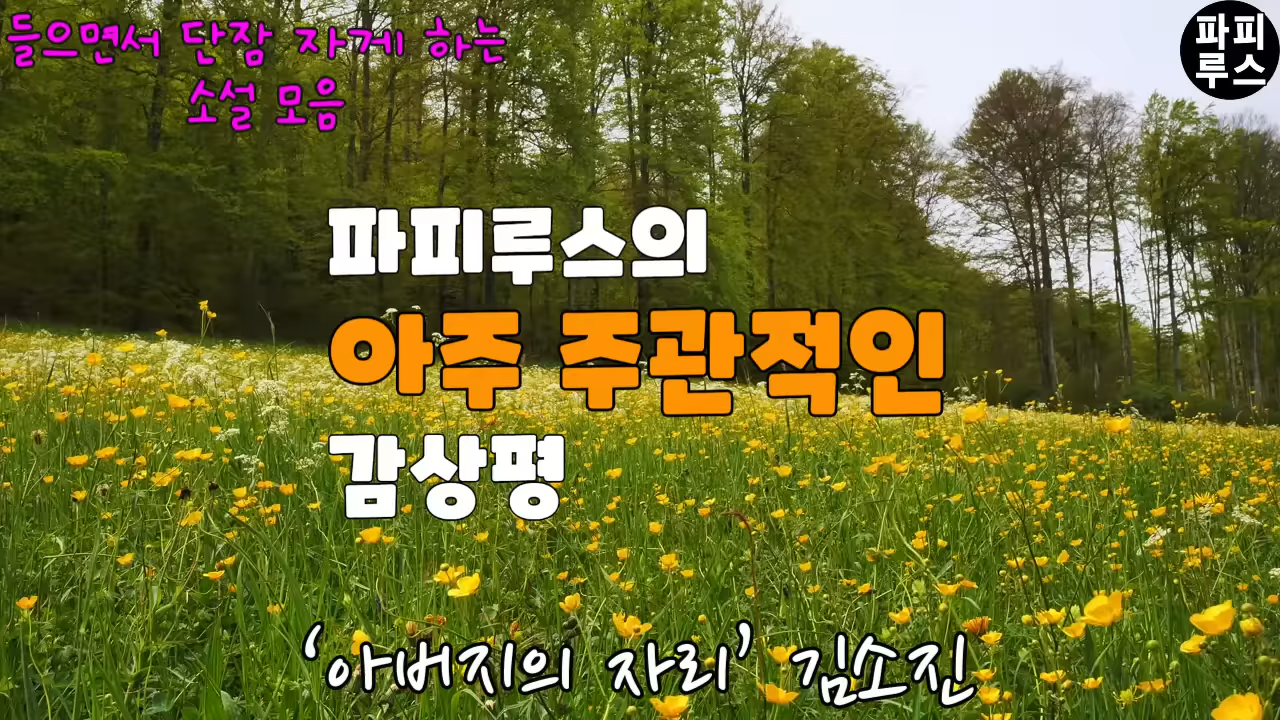 들으면서 단잠 자게 하는
소설 모음
파피
루스
파피루스의
아주 주관적인
감상평
‘아버지의 자리’ 김소진